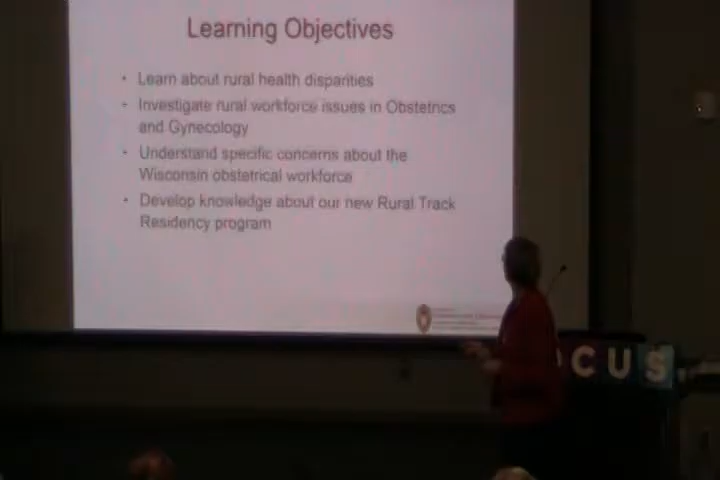 Learning Objectives
• Learn about rural health disparities
• Investigate rural workforce issues in Obstetrics
and Gynecology
• Understand specific concerns about the
Wisconsin obstetrical workforce
• Develop knowledge about our new Rural Track
Residency program
OCUS